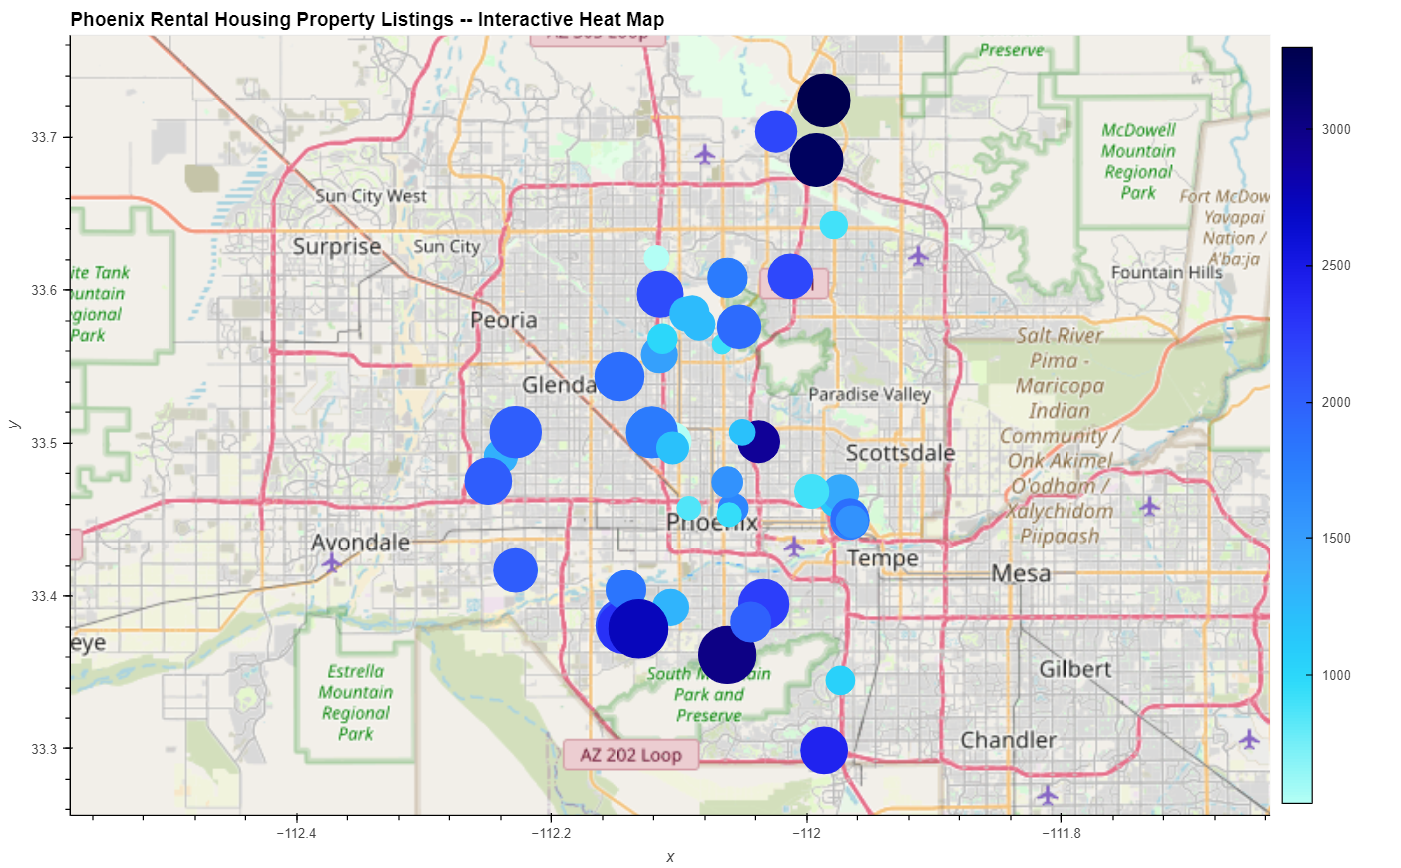 Phoenix Rental Housing Property Listings -- Interactive Heat Map
AZ 303 Loop
Preserve
3000
33.7
McDowell
Mountain
Regional
Park
Sun City West
Fort McDow
Yavapai
Nation /
A'ba:ja
Surprise
Sun City
2500
ite Tank
ountain
gional
Park
Fountain Hills
33.6
Peoria
Salt River
Pima -
Maricopa
Indian
Community /
Onk Akimel
O'odham /
Xalychidom
Piipaash
Glenda
Paradise Valley
2000
y
33.5
Scottsdale
1500
Phoenix
Avondale
Tempe
Mesa
33.4
eye
Estrella
Mountain
Regional
Park
South M ain
Park and
Preserve
Gilbert
1000
33.3
AZ 202 Loop
Chandler
−112.4
−112.2
−112
−111.8
x